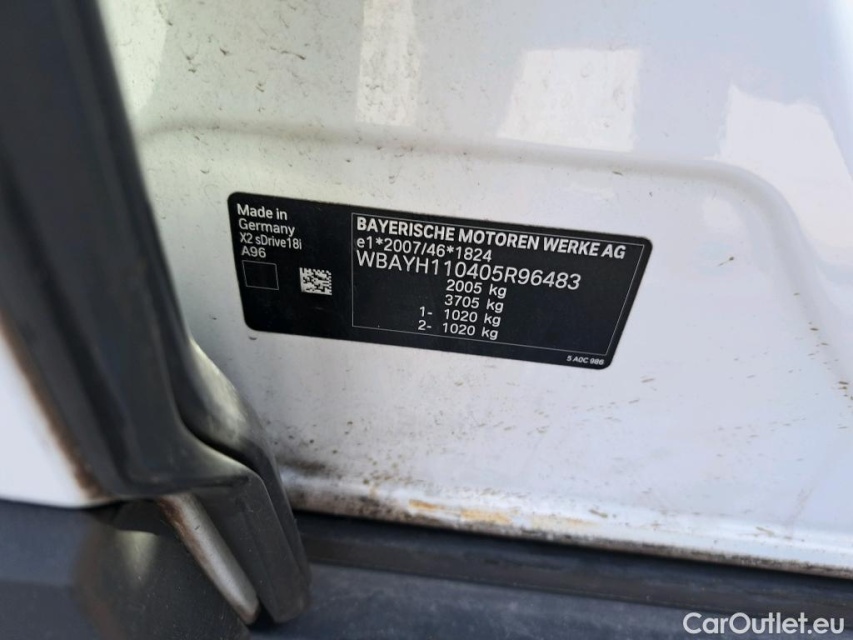 Made in
Germany
X2 sDrive18i
A96
BAYERISCHE MOTOREN WERKE AG
e1*2007/46*1824
WBAYH110405R96483
2005 kg
3705 kg
1- 1020 kg
2- 1020 kg
5 A0C 986
CarOutlet.eu